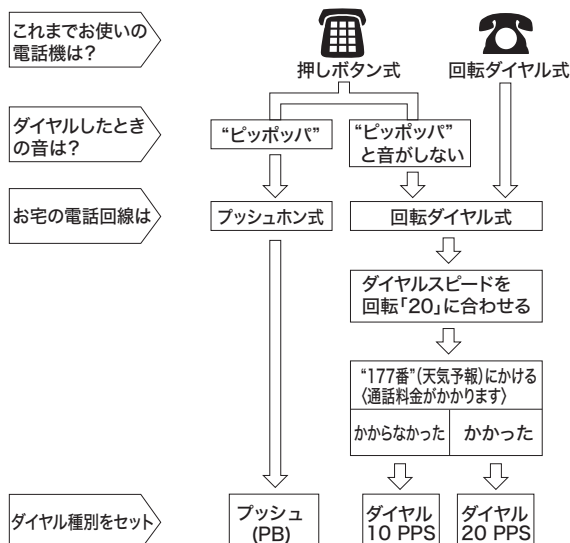 これまでお使いの
電話機は？
押しボタン式
回転ダイヤル式
ダイヤルしたとき
の音は？
“ピッポッパ”
“ピッポッパ”
と音がしない
お宅の電話回線は
プッシュホン式
回転ダイヤル式
ダイヤルスピードを
回転「20」に合わせる
“177番”(天気予報)にかける
〈通話料金がかかります〉
かからなかった
かかった
ダイヤル種別をセット
プッシュ
(PB)
ダイヤル
10 PPS
ダイヤル
20 PPS